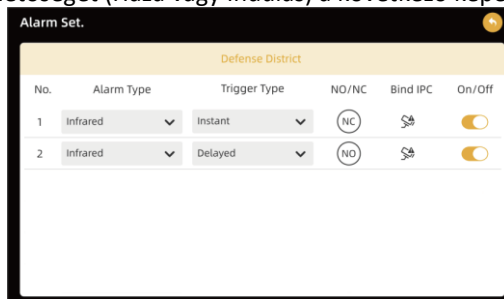 Alarm Set.
Defense District
No. Alarm Type Trigger Type NO/NC Bind IPC On/Off
1 Infrared Instant NC
2 Infrared Delayed NO